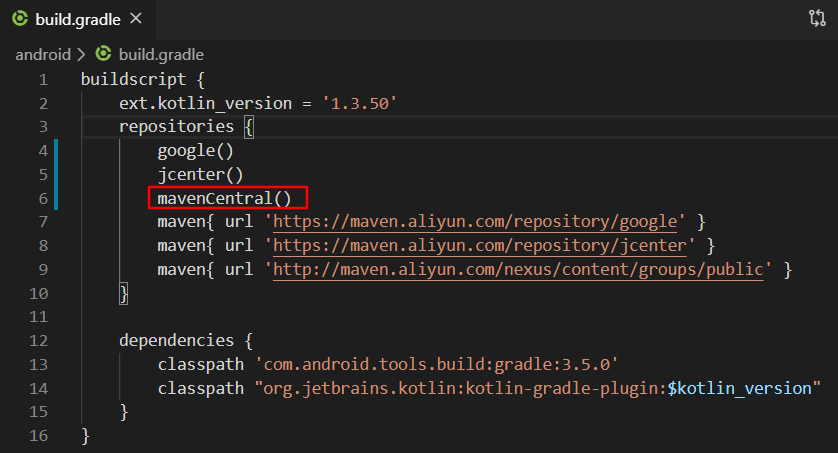 build.gradle
android > build.gradle
1 buildscript {
2     ext.kotlin_version = '1.3.50'
3     repositories {
4         google()
5         jcenter()
6         mavenCentral()
7         maven{ url 'https://maven.aliyun.com/repository/google' }
8         maven{ url 'https://maven.aliyun.com/repository/jcenter' }
9         maven{ url 'http://maven.aliyun.com/nexus/content/groups/public' }
10     }
11
12     dependencies {
13         classpath 'com.android.tools.build:gradle:3.5.0'
14         classpath "org.jetbrains.kotlin:kotlin-gradle-plugin:$kotlin_version"
15     }
16 }